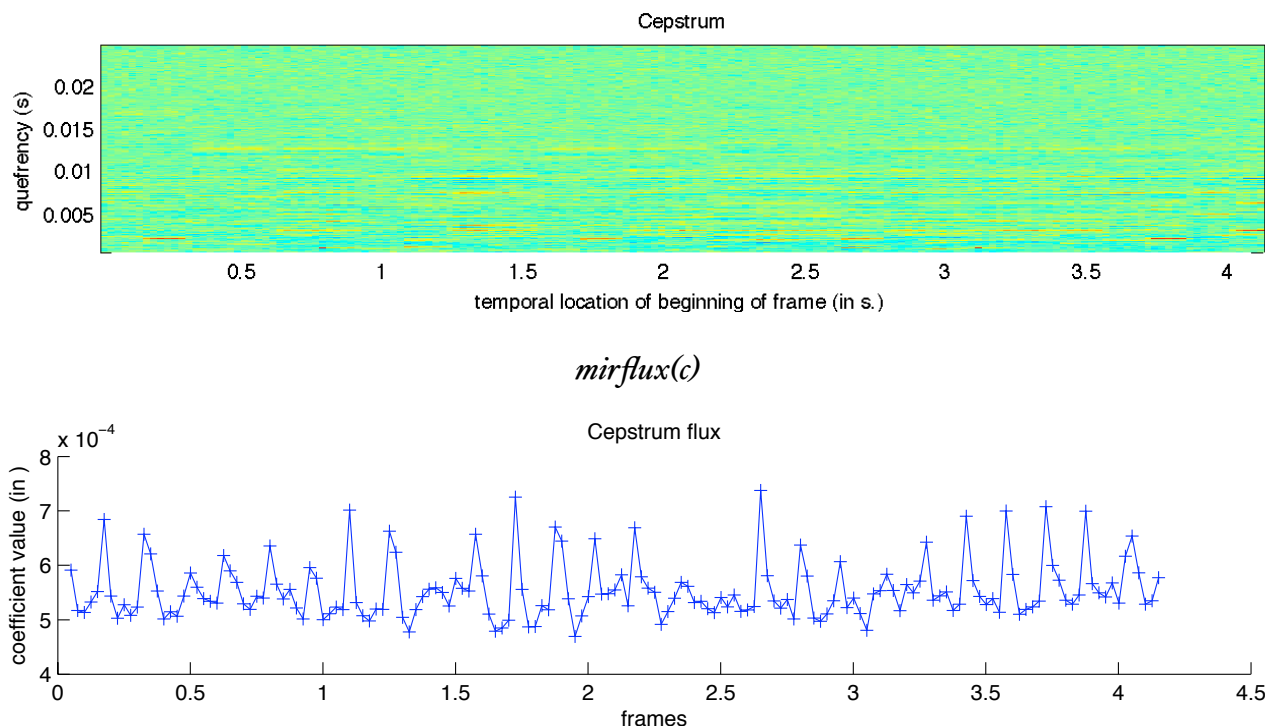 Cepstrum
quefrency (s)
0.02
0.015
0.01
0.005
0.5 1 1.5 2 2.5 3 3.5 4
temporal location of beginning of frame (in s.)
mirflux(c)
Cepstrum flux
x 10⁻⁴
coefficient value (in )
8
7
6
5
4
0 0.5 1 1.5 2 2.5 3 3.5 4 4.5
frames